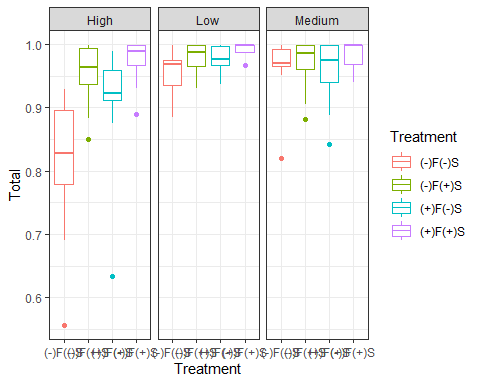 High Low Medium
Total
1.0
0.9
0.8
0.7
0.6
Treatment
(-)F(-)S
(-)F(+)S
(+)F(-)S
(+)F(+)S
Treatment